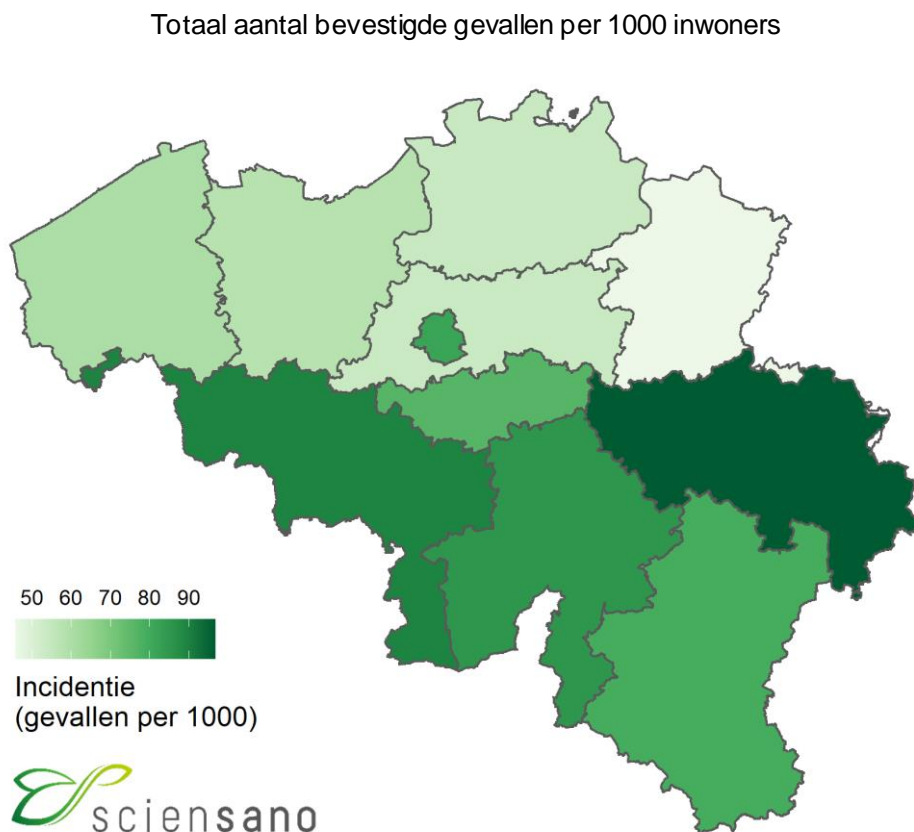 Totaal aantal bevestigde gevallen per 1000 inwoners
50 60 70 80 90
Incidentie
(gevallen per 1000)
sciensano